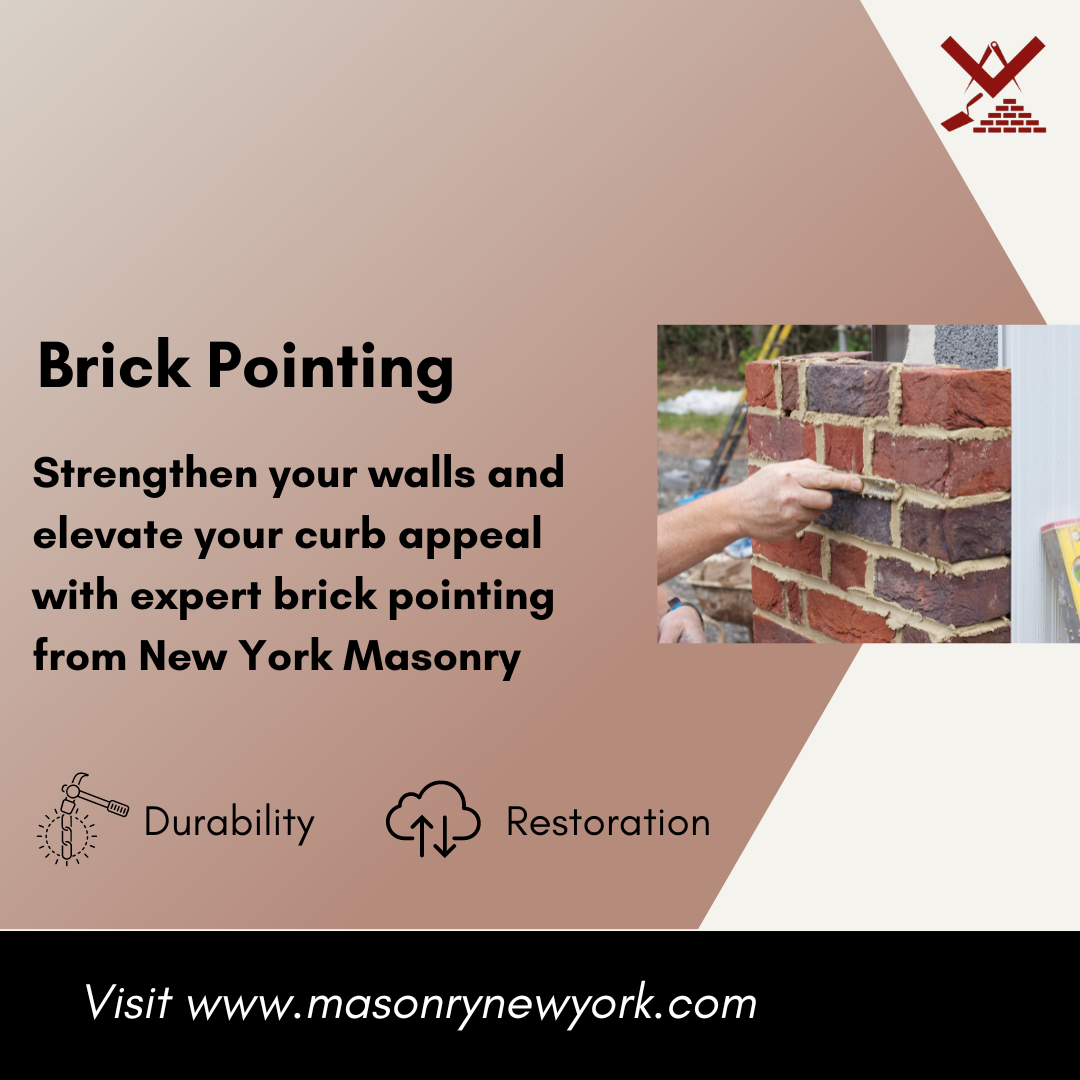 Brick Pointing
Strengthen your walls and
elevate your curb appeal
with expert brick pointing
from New York Masonry
Durability
Restoration
Visit www.masonrynewyork.com